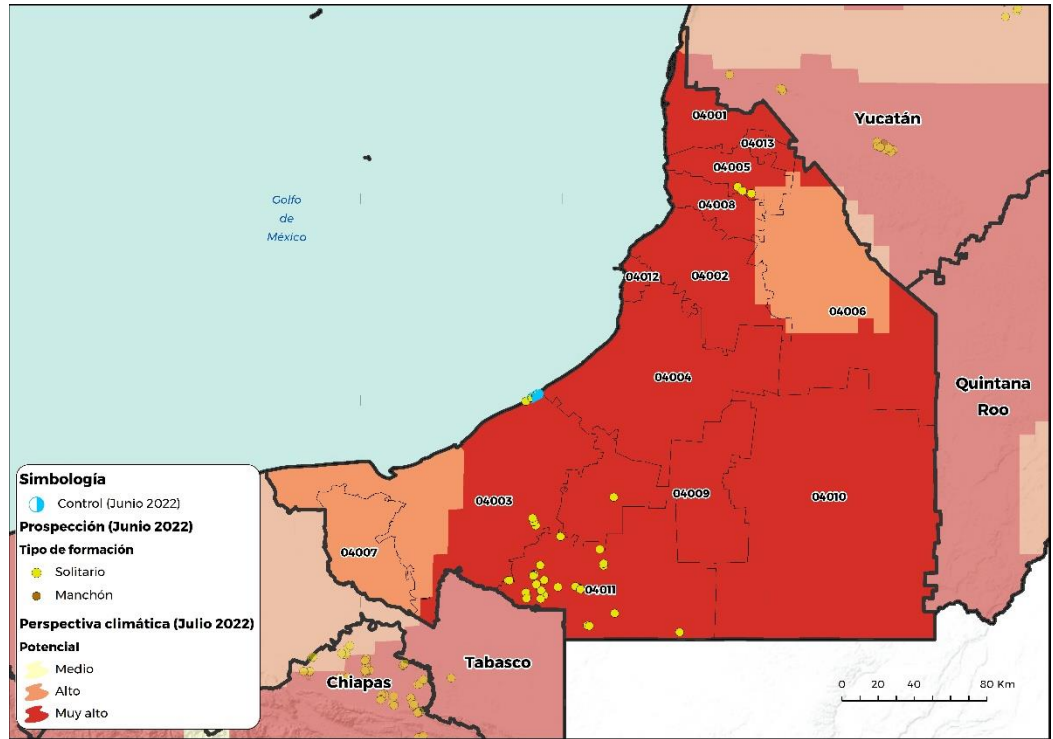 04001
04013
Yucatán
04005
04008
Golfo
de
México
04012
04002
04006
04004
Quintana
Roo
04003
04009
04010
04007
04011
Tabasco
Chiapas
Simbología
Control (Junio 2022)
Prospección (Junio 2022)
Tipo de formación
Solitario
Manchón
Perspectiva climática (Julio 2022)
Potencial
Medio
Alto
Muy alto
0 20 40 80 Km